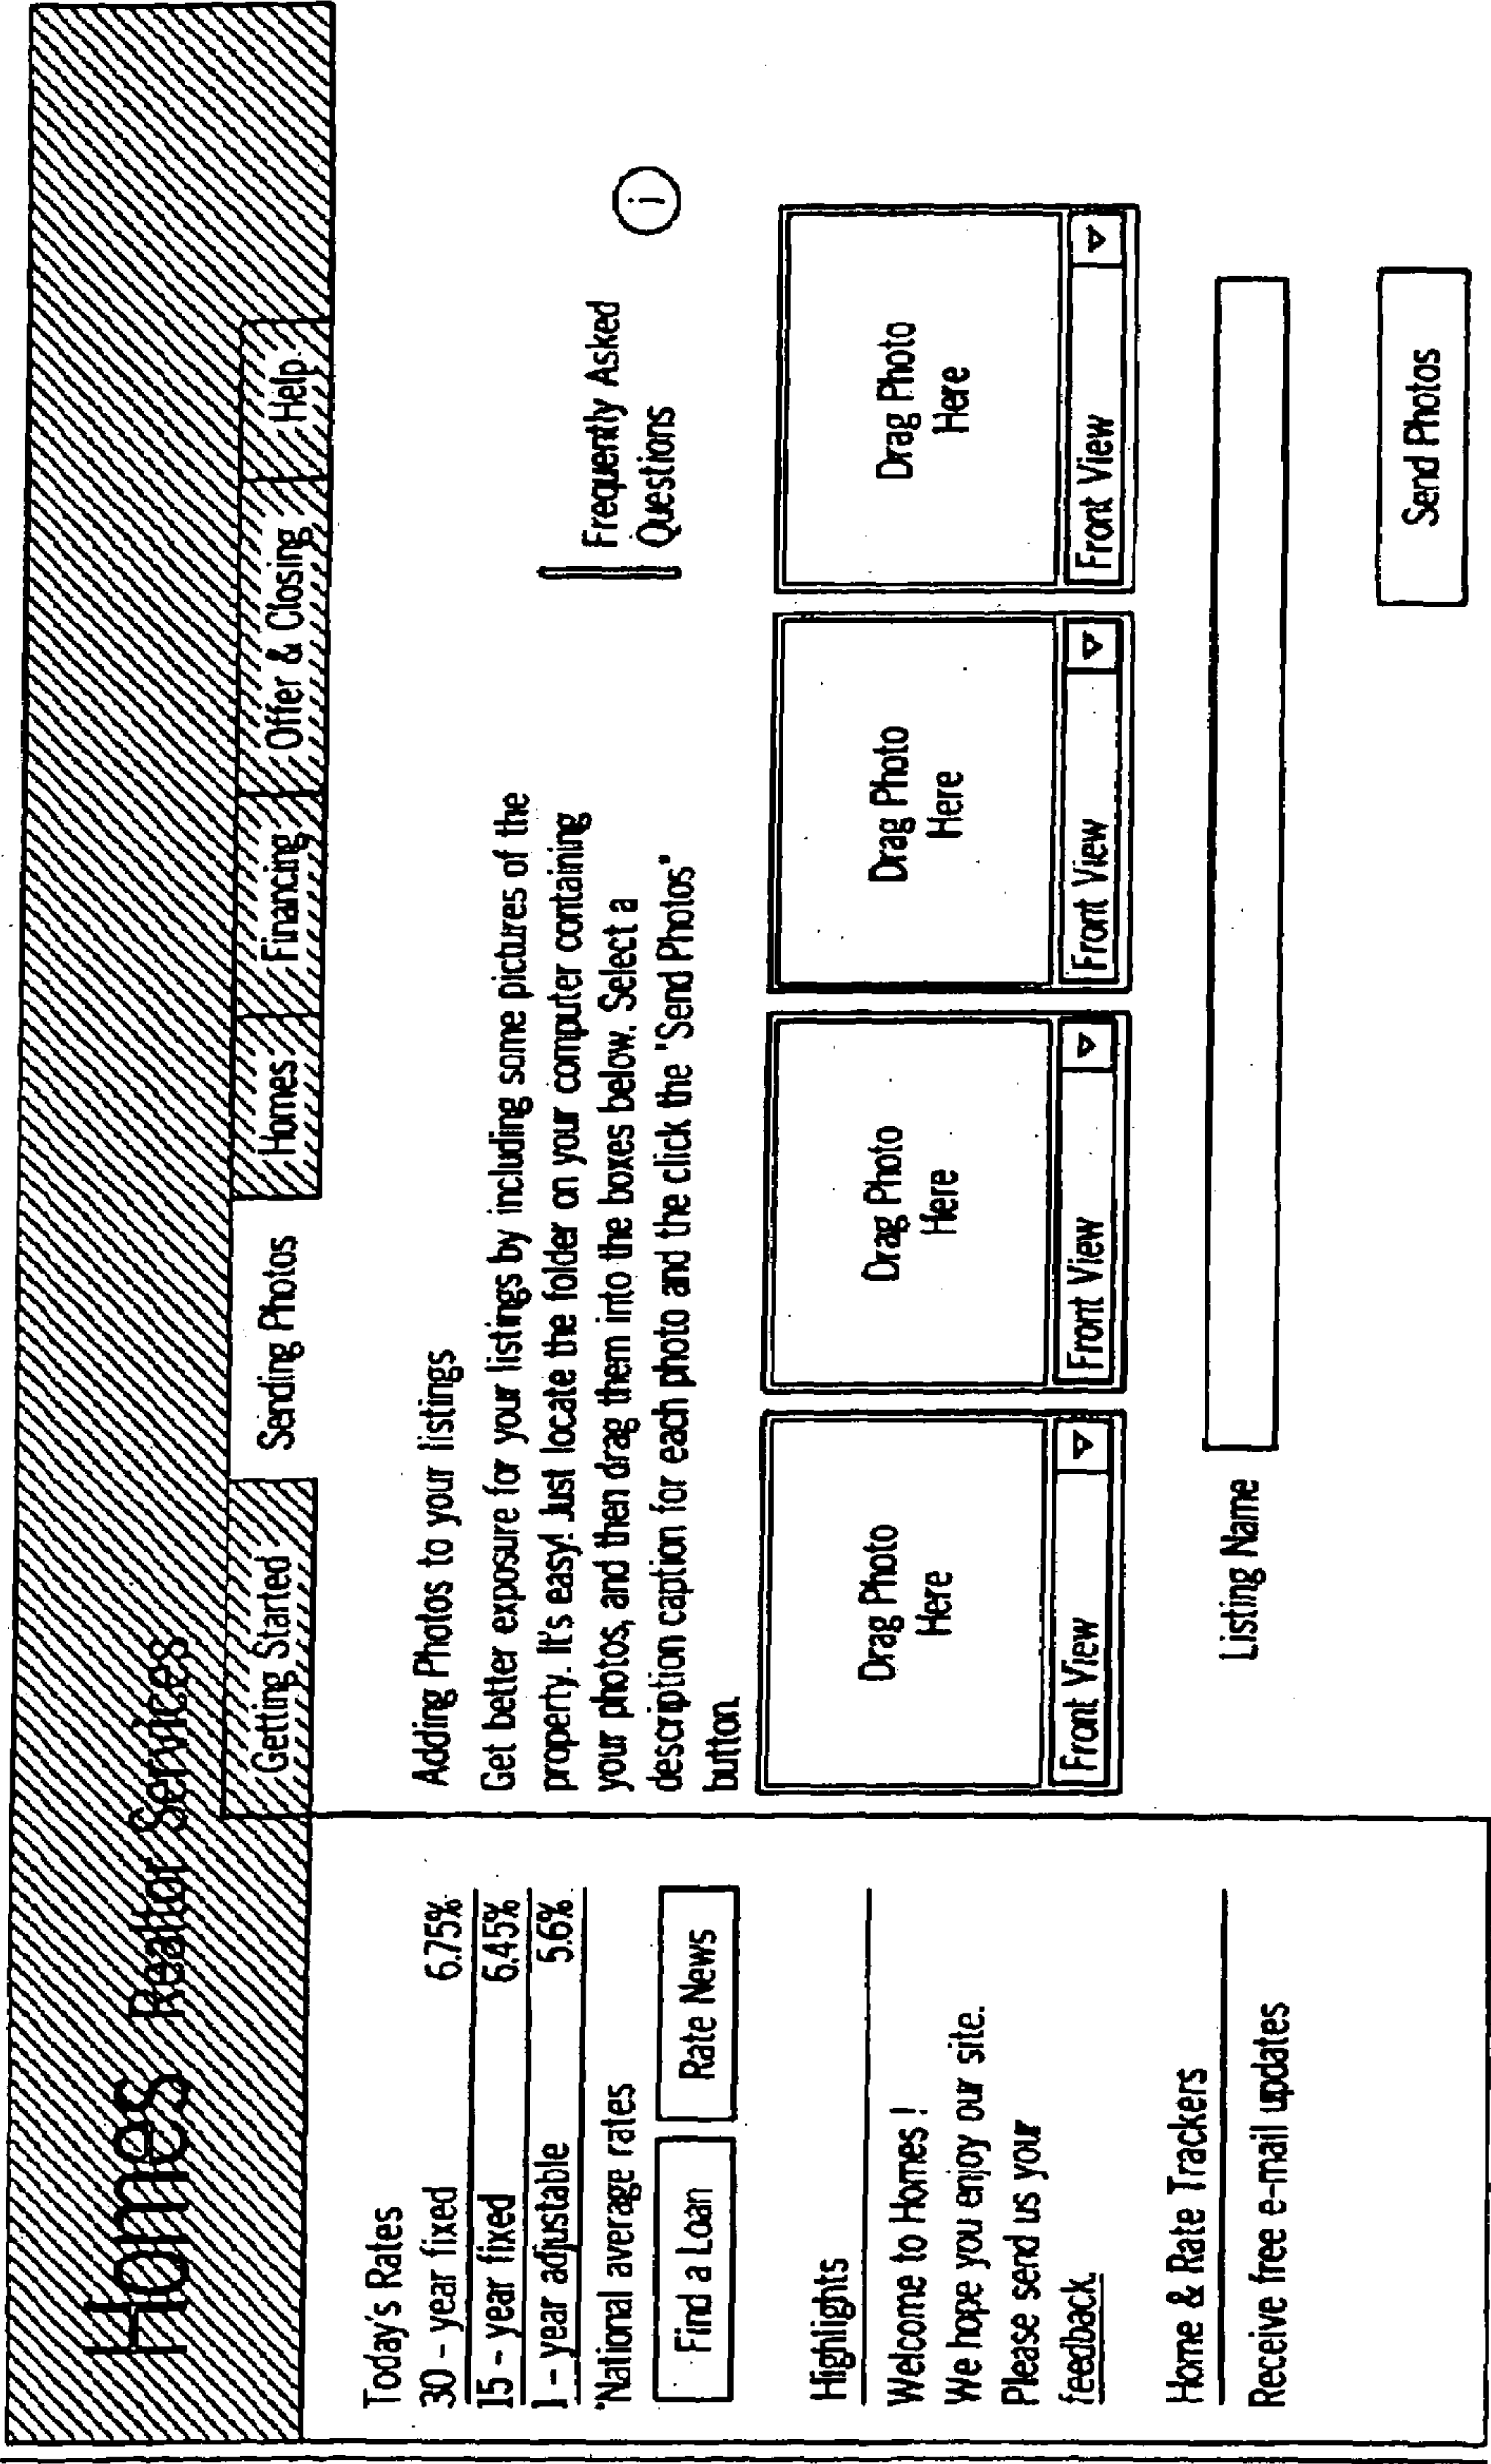 Homes Realtor Services
Getting Started
Sending Photos
Homes
Financing
Offer & Closing
Help
Today's Rates
30 - year fixed 6.75%
15 - year fixed 6.45%
1 - year adjustable 5.6%
*National average rates
Find a Loan
Rate News
Highlights
Welcome to Homes!
We hope you enjoy our site.
Please send us your
feedback.
Home & Rate Trackers
Receive free e-mail updates
Adding Photos to your listings
Get better exposure for your listings by including some pictures of the
property. It's easy! Just locate the folder on your computer containing
your photos, and then drag them into the boxes below. Select a
description caption for each photo and the click the "Send Photos"
button.
Frequently Asked
Questions
i
Drag Photo
Here
Front View
Drag Photo
Here
Front View
Drag Photo
Here
Front View
Drag Photo
Here
Front View
Listing Name
Send Photos